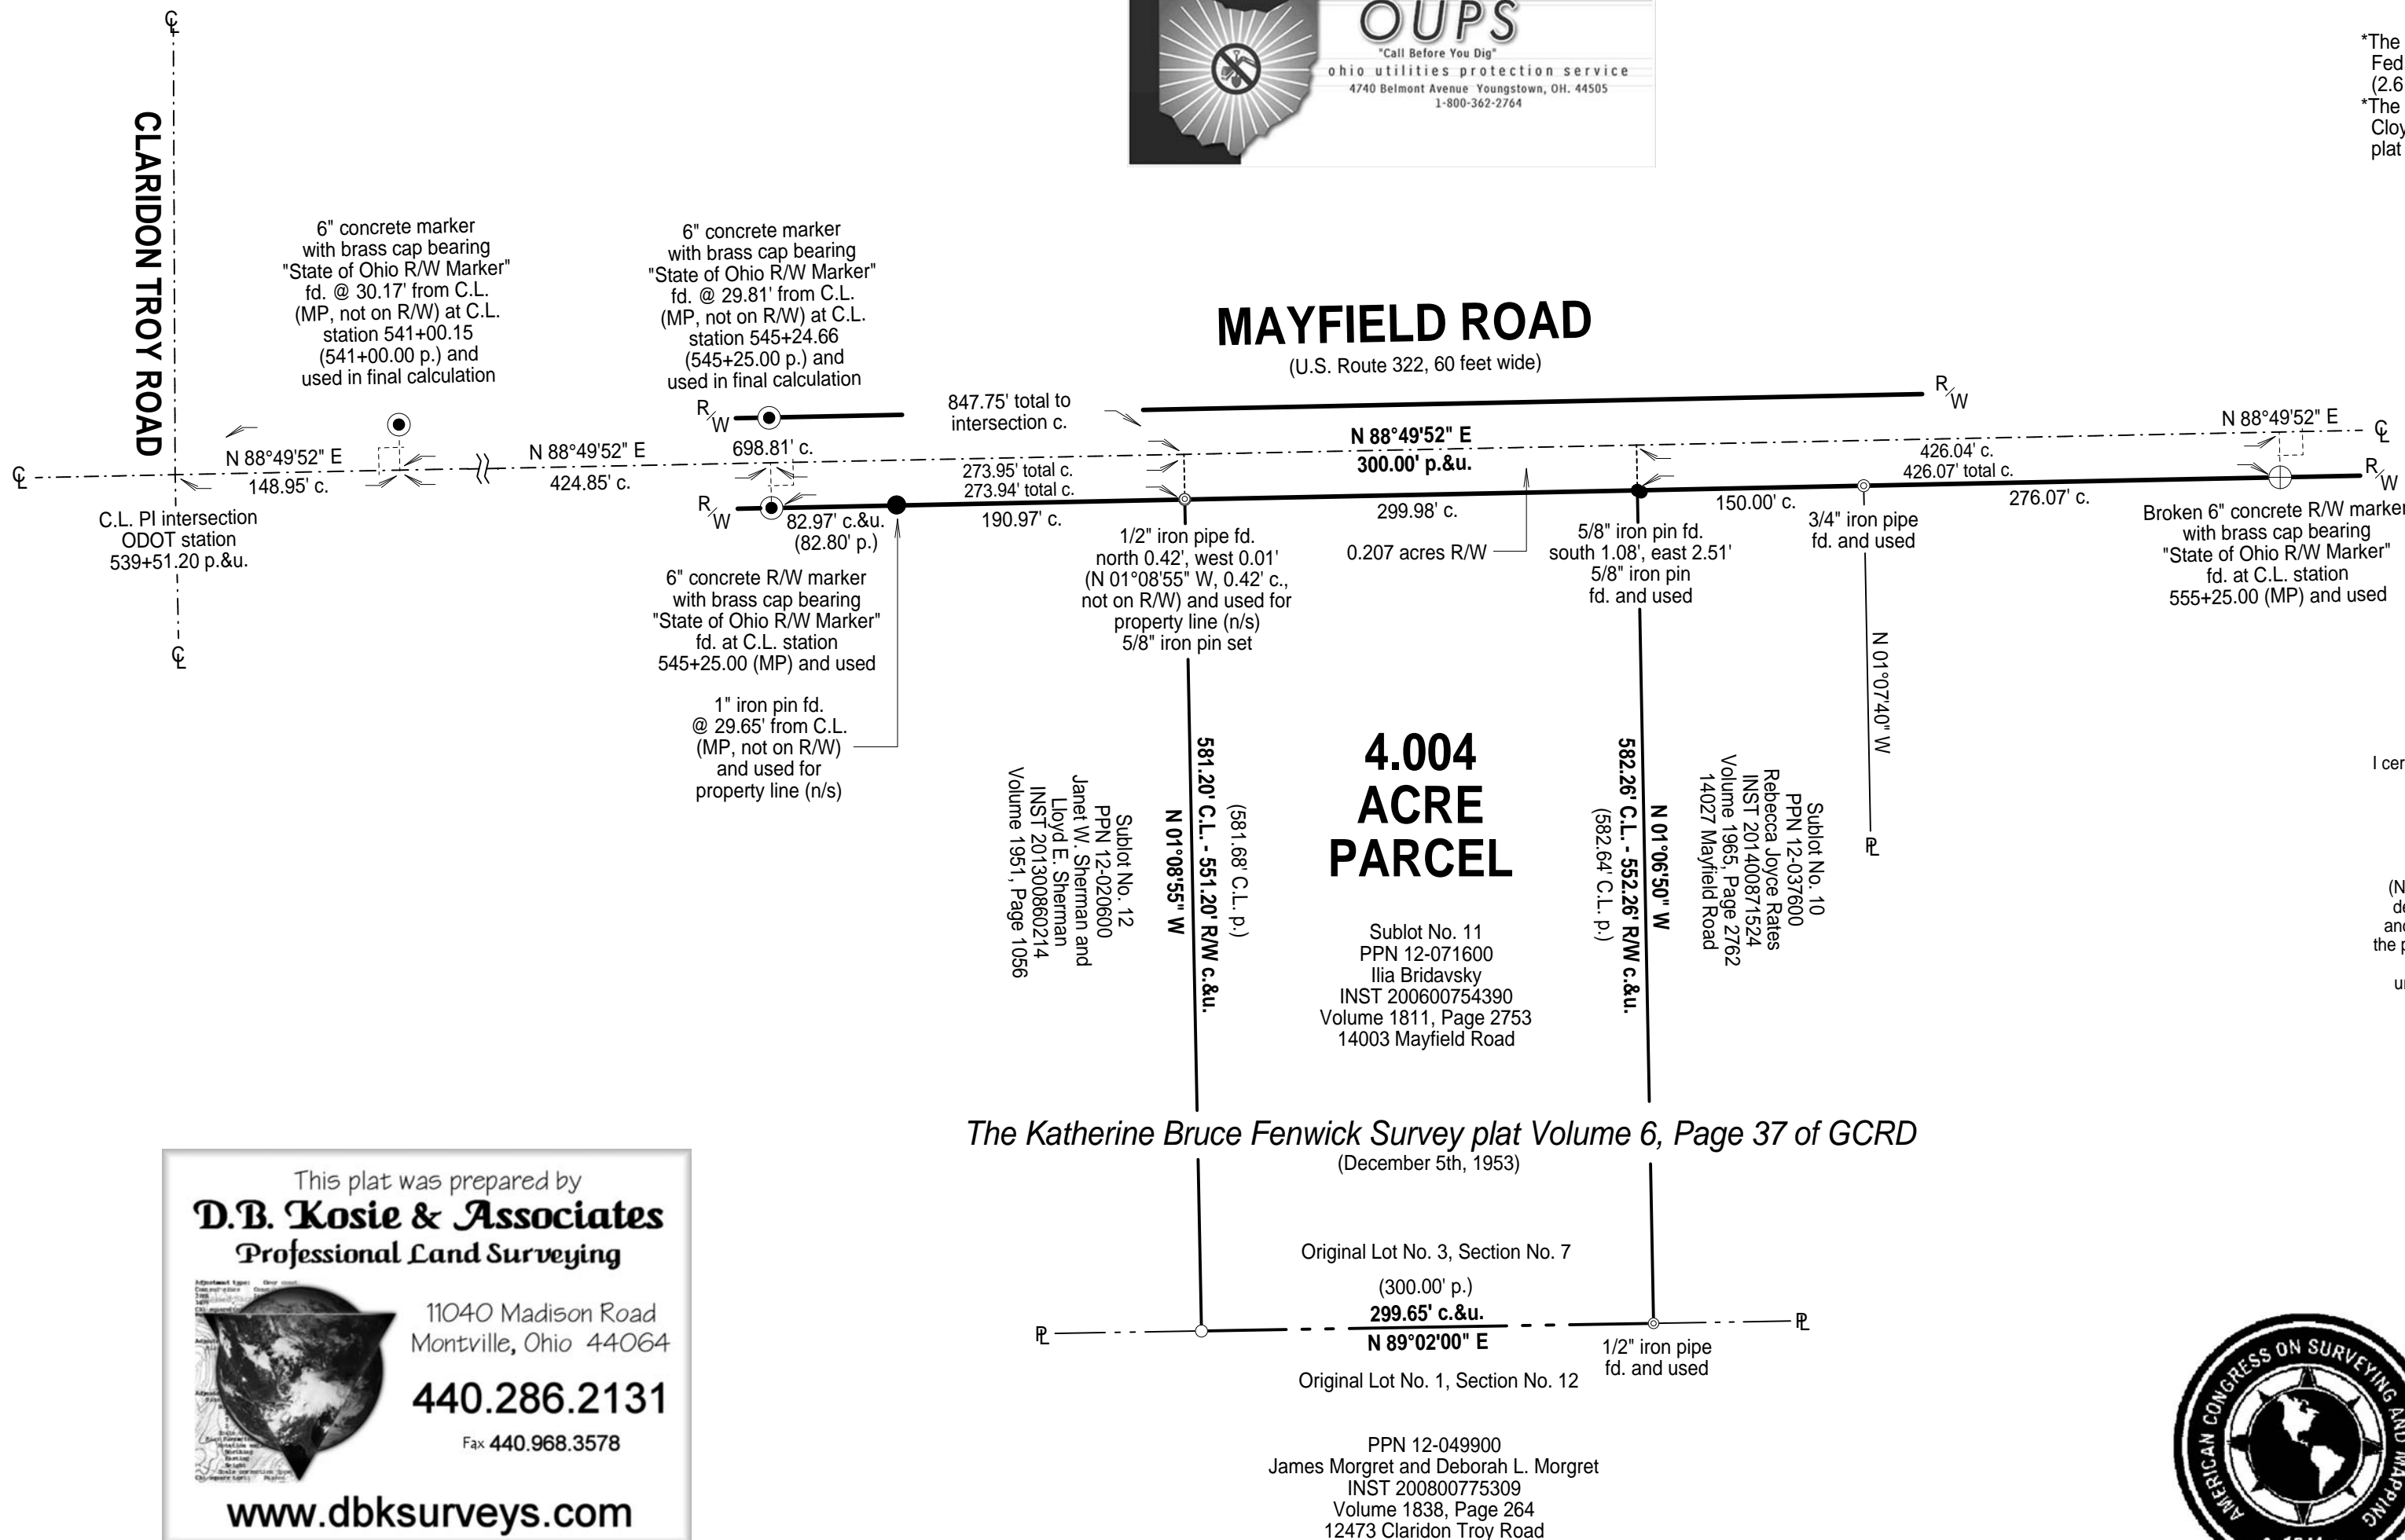 OUPS
"Call Before You Dig"
ohio utilities protection service
4740 Belmont Avenue Youngstown, OH. 44505
1-800-362-2764
*The
Fed
(2.6
*The
Cloy
plat
CLARIDON TROY ROAD
6" concrete marker
with brass cap bearing
"State of Ohio R/W Marker"
fd. @ 30.17' from C.L.
(MP, not on R/W) at C.L.
station 541+00.15
(541+00.00 p.) and
used in final calculation
6" concrete marker
with brass cap bearing
"State of Ohio R/W Marker"
fd. @ 29.81' from C.L.
(MP, not on R/W) at C.L.
station 545+24.66
(545+25.00 p.) and
used in final calculation
MAYFIELD ROAD
(U.S. Route 322, 60 feet wide)
R/W
847.75' total to
intersection c.
R/W
N 88°49'52" E
148.95' c.
N 88°49'52" E
424.85' c.
698.81' c.
273.95' total c.
273.94' total c.
N 88°49'52" E
300.00' p.&u.
426.04' c.
426.07' total c.
N 88°49'52" E
℄
℄
℄
℄
R/W
R/W
82.97' c.&u.
(82.80' p.)
190.97' c.
299.98' c.
150.00' c.
276.07' c.
C.L. PI intersection
ODOT station
539+51.20 p.&u.
6" concrete R/W marker
with brass cap bearing
"State of Ohio R/W Marker"
fd. at C.L. station
545+25.00 (MP) and used
1" iron pin fd.
@ 29.65' from C.L.
(MP, not on R/W)
and used for
property line (n/s)
1/2" iron pipe fd.
north 0.42', west 0.01'
(N 01°08'55" W, 0.42' c.,
not on R/W) and used for
property line (n/s)
5/8" iron pin set
0.207 acres R/W
5/8" iron pin fd.
south 1.08', east 2.51'
5/8" iron pin
fd. and used
3/4" iron pipe
fd. and used
Broken 6" concrete R/W marker
with brass cap bearing
"State of Ohio R/W Marker"
fd. at C.L. station
555+25.00 (MP) and used
N 01°07'40" W
Sublot No. 12
PPN 12-020600
Janet W. Sherman and
Lloyd E. Sherman
INST 201300860214
Volume 1951, Page 1056
(581.68' C.L. p.)
581.20' C.L. - 551.20' R/W c.&u.
N 01°08'55" W
4.004
ACRE
PARCEL
Sublot No. 11
PPN 12-071600
Ilia Bridavsky
INST 200600754390
Volume 1811, Page 2753
14003 Mayfield Road
N 01°06'50" W
582.26' C.L. - 552.26' R/W c.&u.
(582.64' C.L. p.)
Sublot No. 10
PPN 12-037600
Rebecca Joyce Rates
INST 201400871524
Volume 1965, Page 2762
14027 Mayfield Road
I cer
(N
de
and
the p
ur
The Katherine Bruce Fenwick Survey plat Volume 6, Page 37 of GCRD
(December 5th, 1953)
Original Lot No. 3, Section No. 7
(300.00' p.)
299.65' c.&u.
N 89°02'00" E
Original Lot No. 1, Section No. 12
1/2" iron pipe
fd. and used
PPN 12-049900
James Morgret and Deborah L. Morgret
INST 200800775309
Volume 1838, Page 264
12473 Claridon Troy Road
This plat was prepared by
D.B. Kosie & Associates
Professional Land Surveying
11040 Madison Road
Montville, Ohio 44064
440.286.2131
Fax 440.968.3578
www.dbksurveys.com
AMERICAN CONGRESS ON SURVEYING AND MAPPING